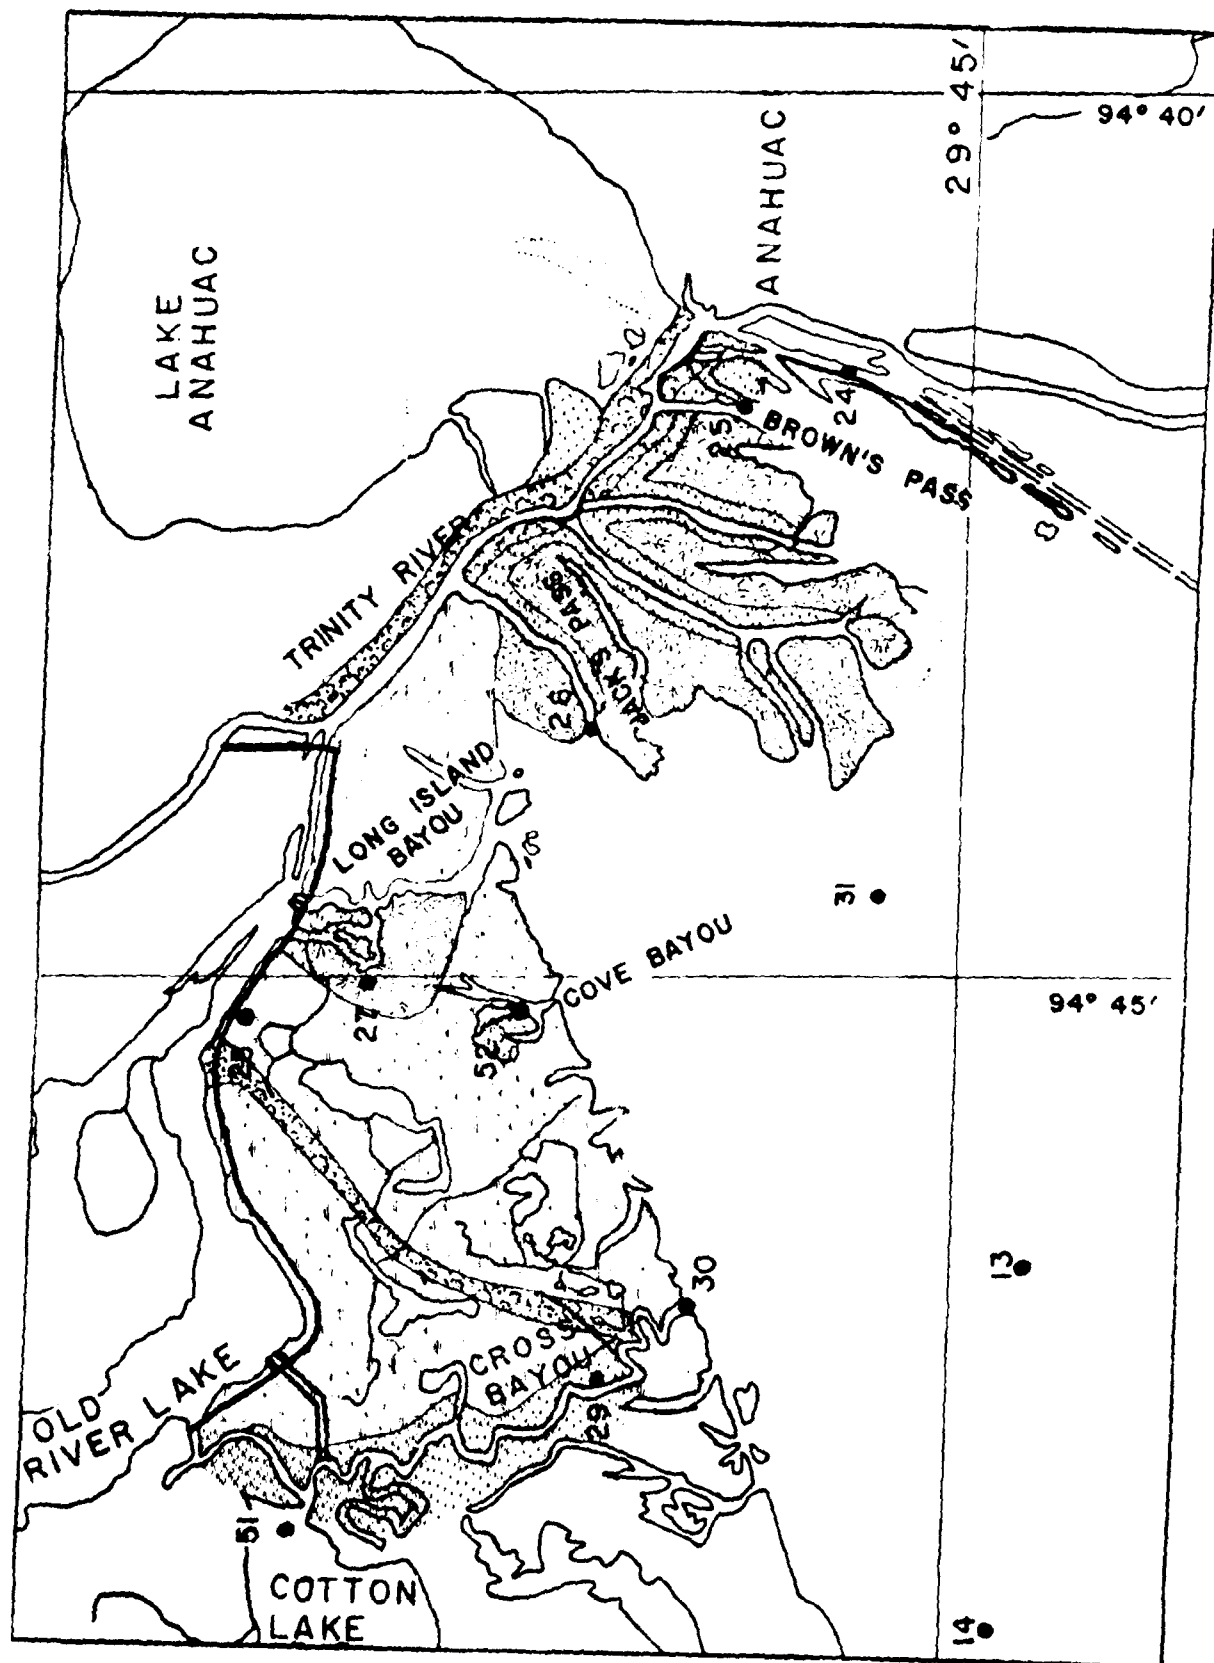 29° 45'
94° 40'
ANAHUAC
LAKE
ANAHUAC
24
25
BROWN'S PASS
TRINITY RIVER
JACK'S PASS
26
LONG ISLAND
BAYOU
31
COVE BAYOU
27
94° 45'
52
28
13
30
CROSS
BAYOU
29
OLD
RIVER LAKE
51
COTTON
LAKE
14